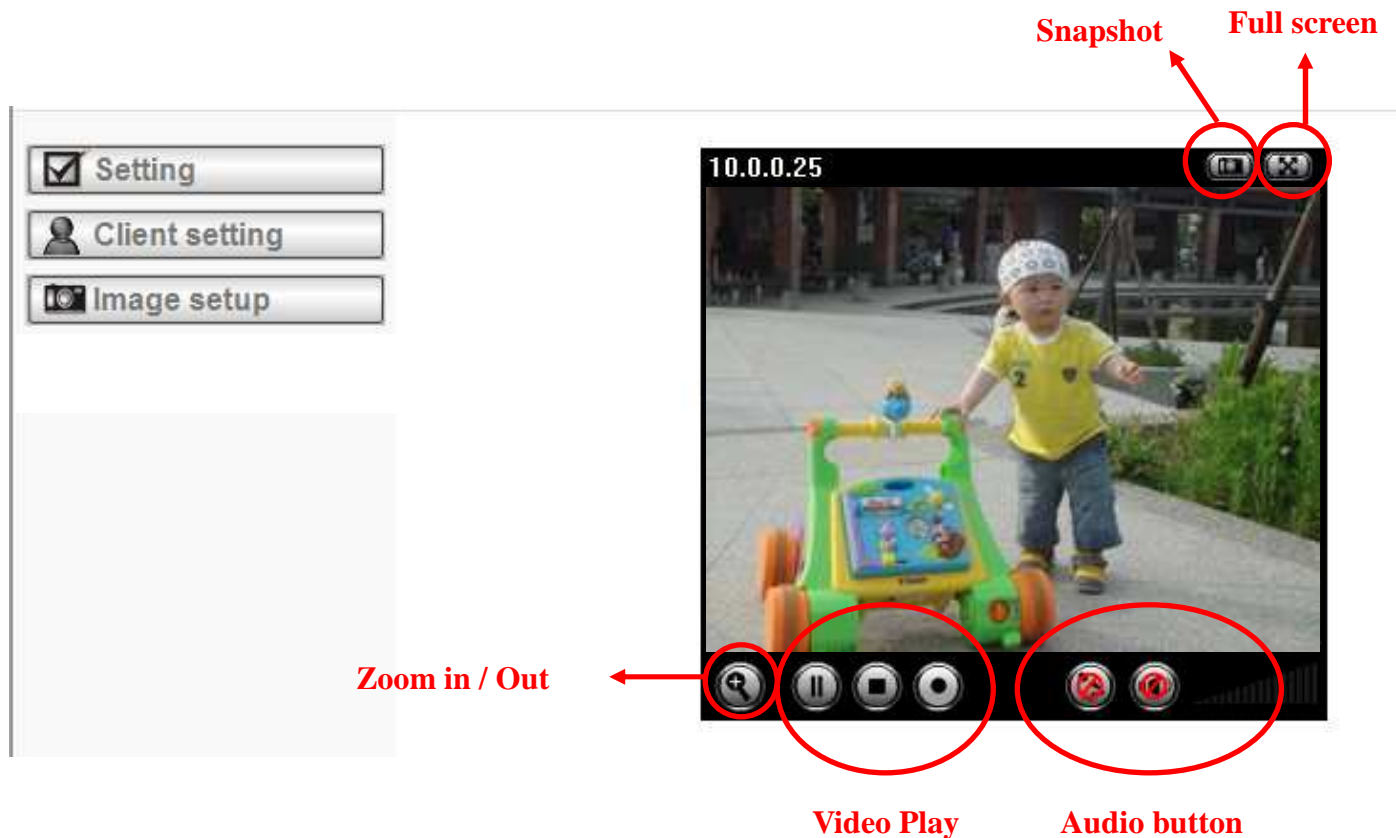 Snapshot
Full screen
Setting
Client setting
Image setup
10.0.0.25
2
Zoom in / Out
Video Play
Audio button